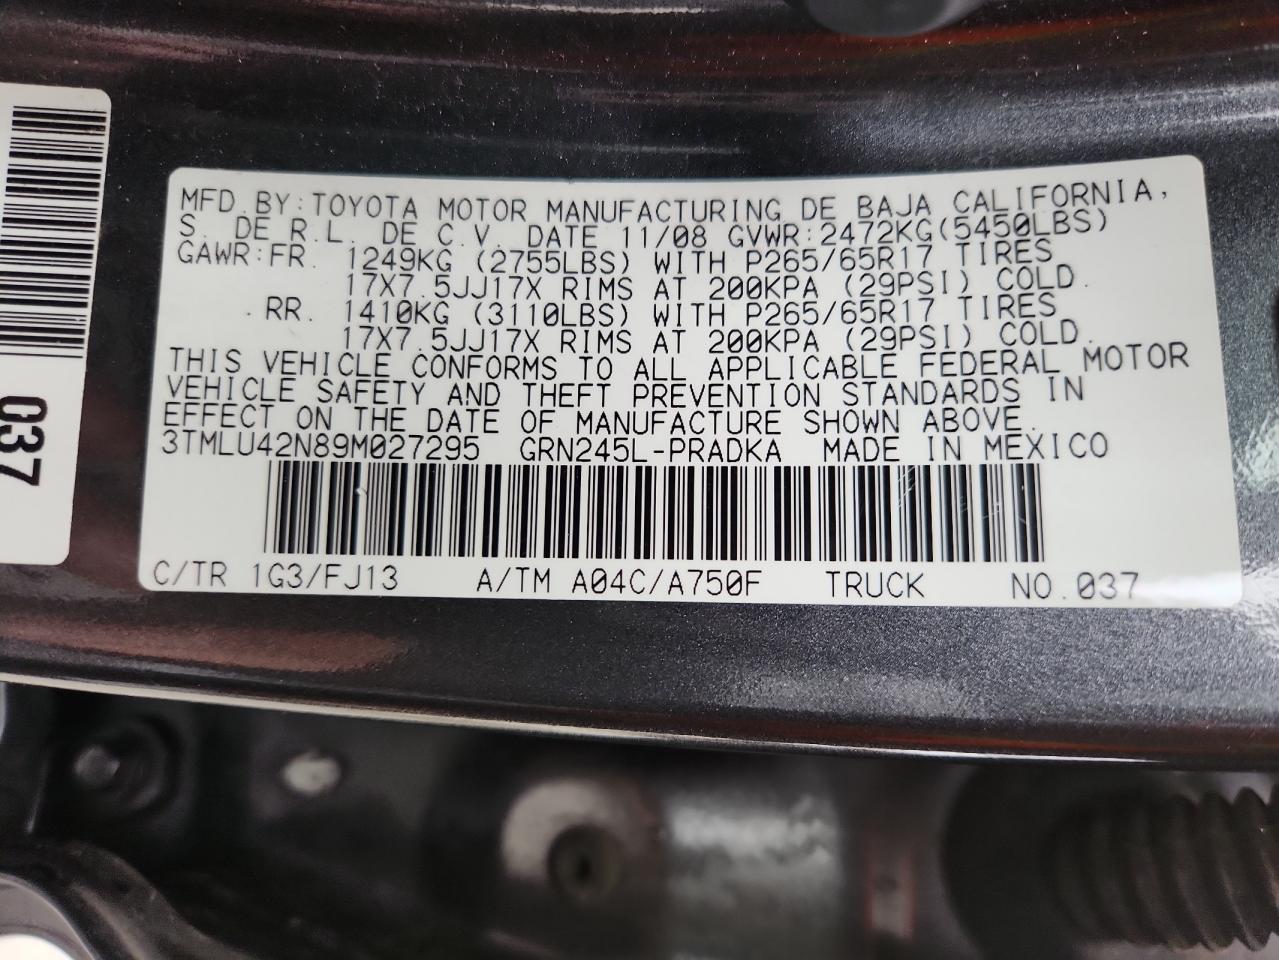 MFD. BY: TOYOTA MOTOR MANUFACTURING DE BAJA CALIFORNIA,
S. DE R.L. DE C.V. DATE 11/08 GVWR:2472KG(5450LBS)
GAWR:FR. 1249KG (2755LBS) WITH P265/65R17 TIRES
17X7.5JJ17X RIMS AT 200KPA (29PSI) COLD.
. RR. 1410KG (3110LBS) WITH P265/65R17 TIRES
17X7.5JJ17X RIMS AT 200KPA (29PSI) COLD.
THIS VEHICLE CONFORMS TO ALL APPLICABLE FEDERAL MOTOR
VEHICLE SAFETY AND THEFT PREVENTION STANDARDS IN
EFFECT ON THE DATE OF MANUFACTURE SHOWN ABOVE.
3TMLU42N89M027295 GRN245L-PRADKA MADE IN MEXICO
C/TR 1G3/FJ13 A/TM A04C/A750F TRUCK NO.037
037